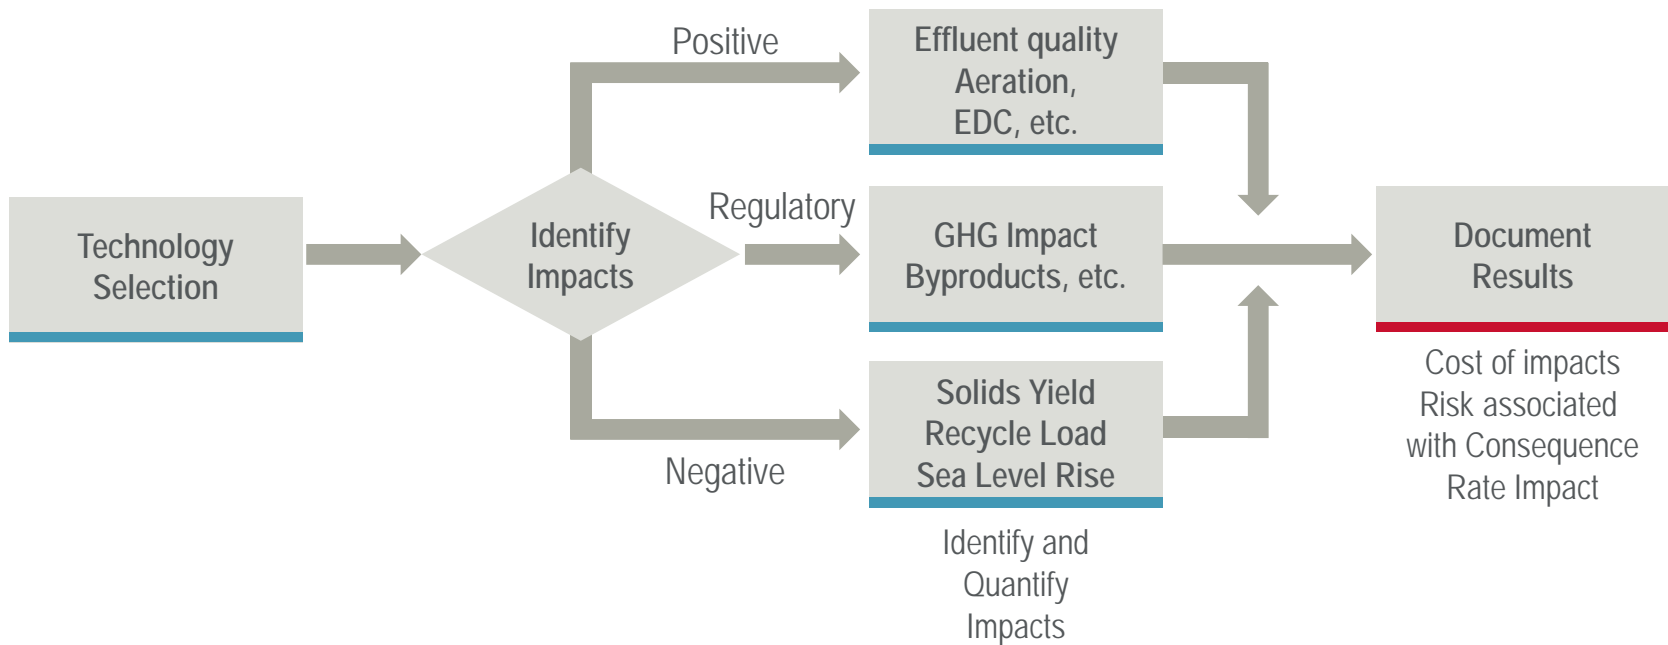 Technology
Selection
Identify
Impacts
Positive
Effluent quality
Aeration,
EDC, etc.
Regulatory
GHG Impact
Byproducts, etc.
Negative
Solids Yield
Recycle Load
Sea Level Rise
Identify and
Quantify
Impacts
Document
Results
Cost of impacts
Risk associated
with Consequence
Rate Impact